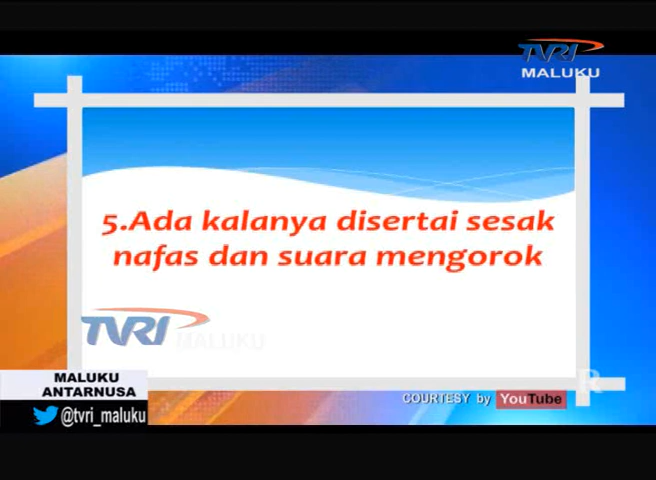 TVRI
MALUKU
5.Ada kalanya disertai sesak
nafas dan suara mengorok
TVRI
MALUKU
MALUKU
ANTARNUSA
@tvri_maluku
R
COURTESY by YouTube